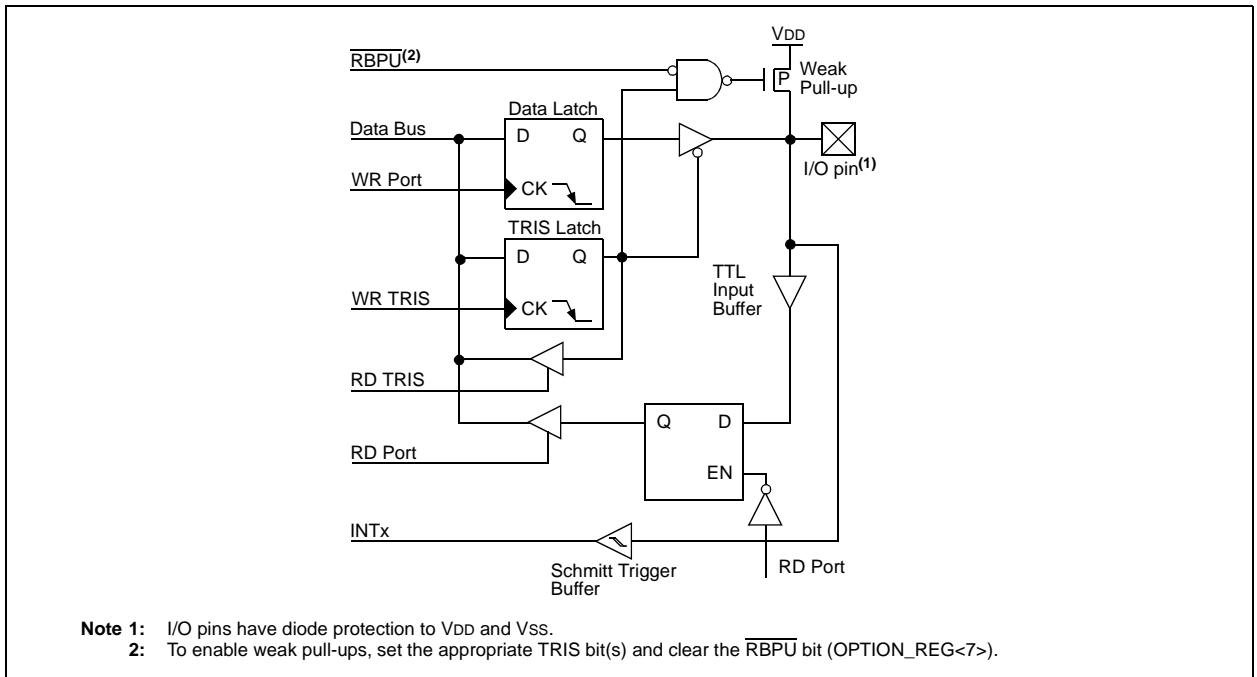 VDD
RBPU(2)
P
Weak
Pull-up
Data Latch
Data Bus
D Q
I/O pin(1)
WR Port
CK
TRIS Latch
D Q
TTL
Input
Buffer
WR TRIS
CK
RD TRIS
Q D
RD Port
EN
INTx
Schmitt Trigger
Buffer
RD Port
Note 1: I/O pins have diode protection to VDD and VSS.
2: To enable weak pull-ups, set the appropriate TRIS bit(s) and clear the RBPU bit (OPTION_REG<7>).